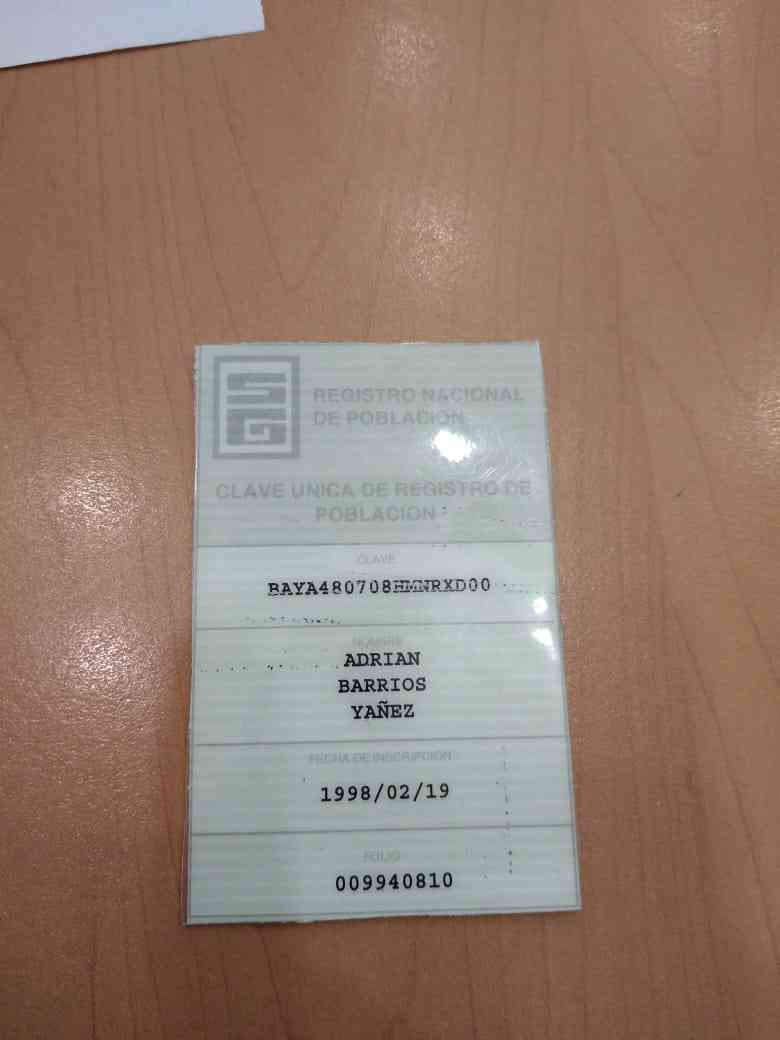 SG
REGISTRO NACIONAL
DE POBLACION
CLAVE UNICA DE REGISTRO DE
POBLACION
CLAVE
BAYA480708HMNRXD00
NOMBRE
ADRIAN
BARRIOS
YAÑEZ
FECHA DE INSCRIPCION
1998/02/19
FOLIO
009940810